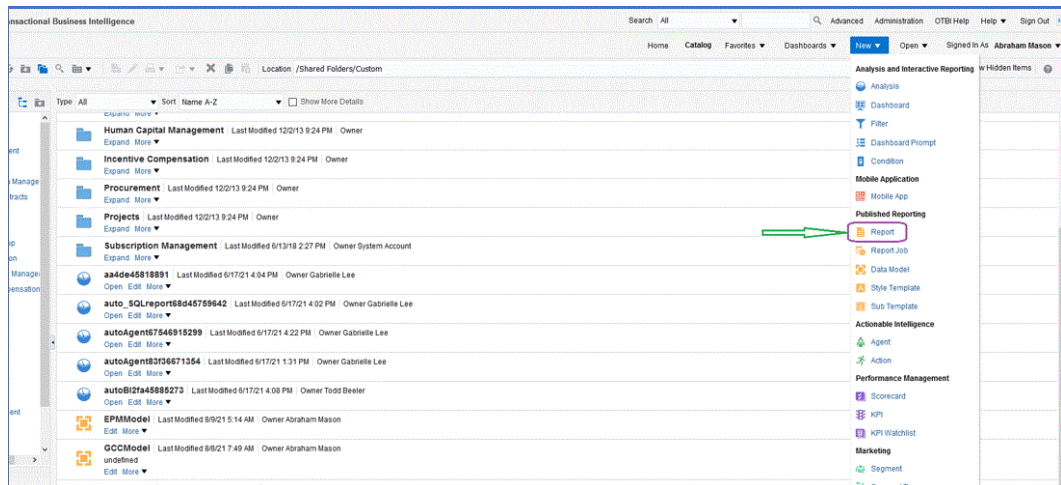 nsactional Business Intelligence Search All Advanced Administration OTBI Help Help Sign Out
Home Catalog Favorites Dashboards New Open Signed In As Abraham Mason
Location /Shared Folders/Custom
w Hidden Items
Type All Sort Name A-Z Show More Details
Expand More
Human Capital Management Last Modified 12/2/13 9:24 PM Owner
Expand More
Incentive Compensation Last Modified 12/2/13 9:24 PM Owner
Expand More
Procurement Last Modified 12/2/13 9:24 PM Owner
Expand More
Projects Last Modified 12/2/13 9:24 PM Owner
Expand More
Subscription Management Last Modified 6/13/18 2:27 PM Owner System Account
Expand More
aa4de45818891 Last Modified 6/17/21 4:04 PM Owner Gabrielle Lee
Open Edit More
auto_SQLreport68d45759642 Last Modified 6/17/21 4:02 PM Owner Gabrielle Lee
Open Edit More
autoAgent67546915299 Last Modified 6/17/21 4:22 PM Owner Gabrielle Lee
Open Edit More
autoAgent83f36671354 Last Modified 6/17/21 1:31 PM Owner Gabrielle Lee
Open Edit More
autoBI2fa45885273 Last Modified 6/17/21 4:08 PM Owner Todd Beeler
Open Edit More
EPMModel Last Modified 8/9/21 5:14 AM Owner Abraham Mason
Edit More
GCCModel Last Modified 8/8/21 7:49 AM Owner Abraham Mason
undefined
Edit More
ent
Manage
tracts
p
on
Manage
pensation
ent
Analysis and Interactive Reporting
Analysis
Dashboard
Filter
Dashboard Prompt
Condition
Mobile Application
Mobile App
Published Reporting
Report
Report Job
Data Model
Style Template
Sub Template
Actionable Intelligence
Agent
Action
Performance Management
Scorecard
KPI
KPI Watchlist
Marketing
Segment